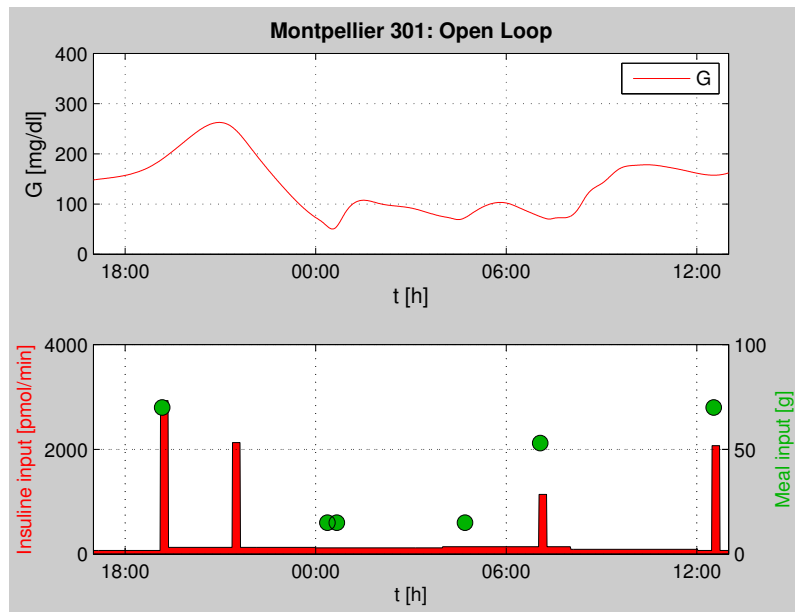 Montpellier 301: Open Loop
400
300
200
100
0
G [mg/dl]
G
18:00 00:00 06:00 12:00
t [h]
4000
2000
0
Insuline input [pmol/min]
100
50
0
Meal input [g]
18:00 00:00 06:00 12:00
t [h]